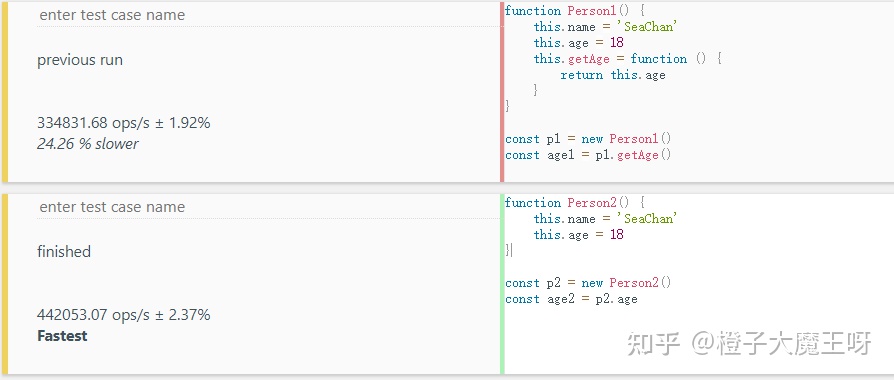 enter test case name
previous run
334831.68 ops/s ± 1.92%
24.26 % slower
function Person1() {
    this.name = 'SeaChan'
    this.age = 18
    this.getAge = function () {
        return this.age
    }
}
const p1 = new Person1()
const age1 = p1.getAge()
enter test case name
finished
442053.07 ops/s ± 2.37%
Fastest
function Person2() {
    this.name = 'SeaChan'
    this.age = 18
}
const p2 = new Person2()
const age2 = p2.age
知乎 @橙子大魔王呀